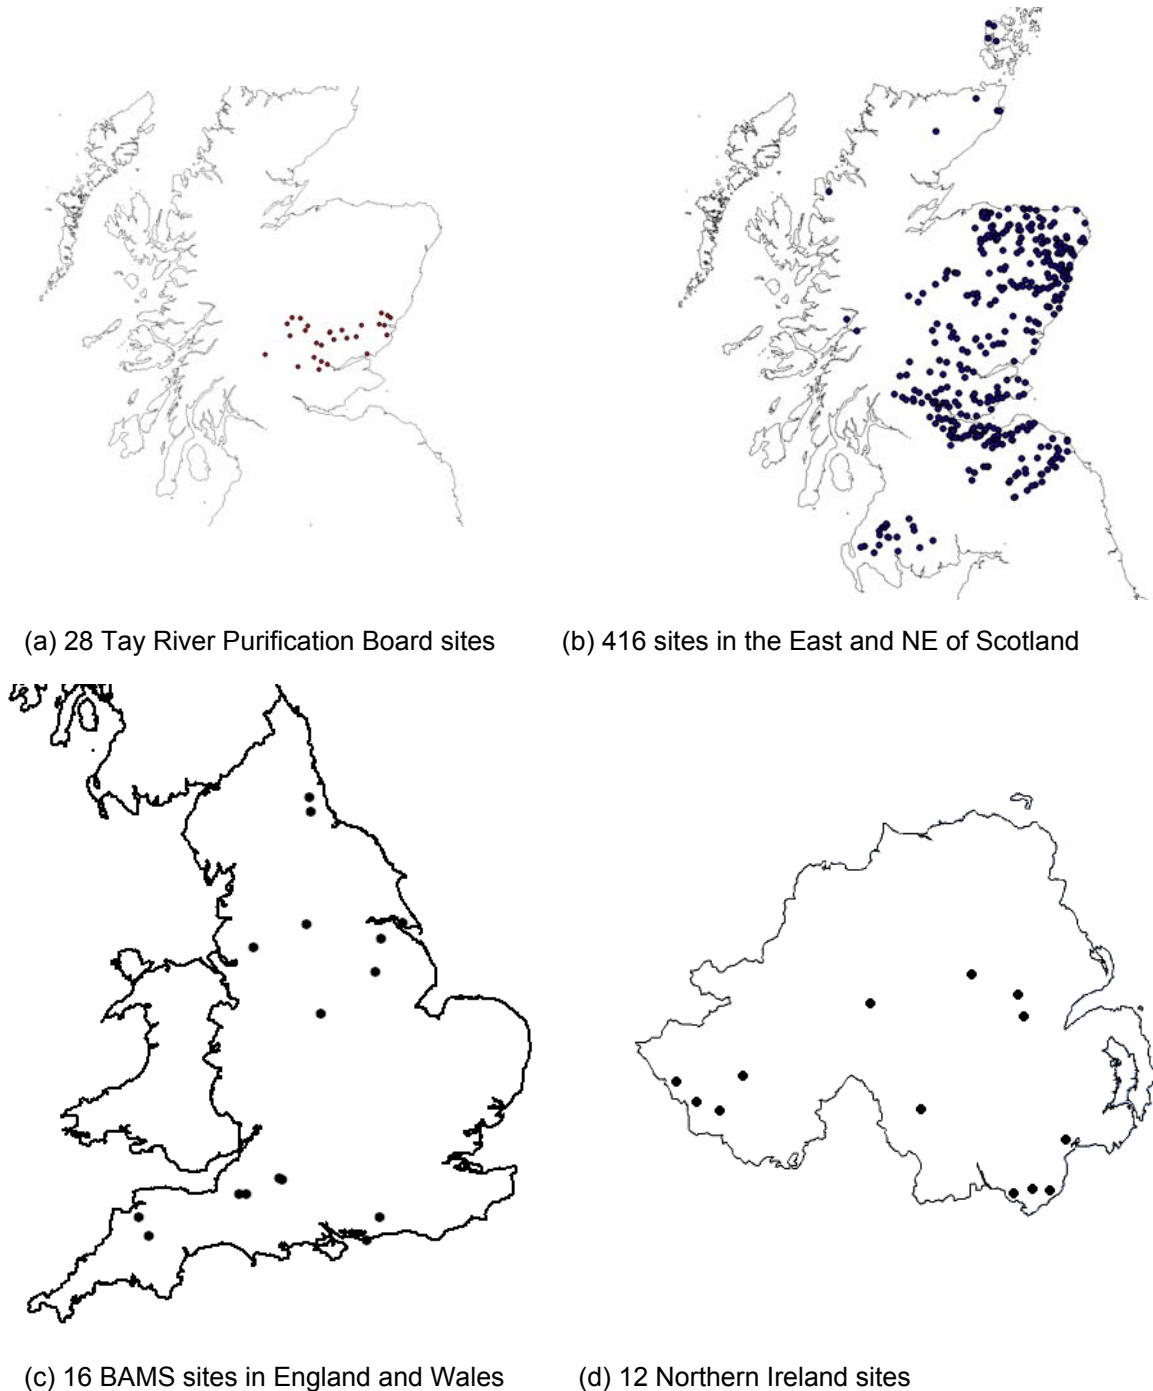 (a) 28 Tay River Purification Board sites
(b) 416 sites in the East and NE of Scotland
(c) 16 BAMS sites in England and Wales
(d) 12 Northern Ireland sites